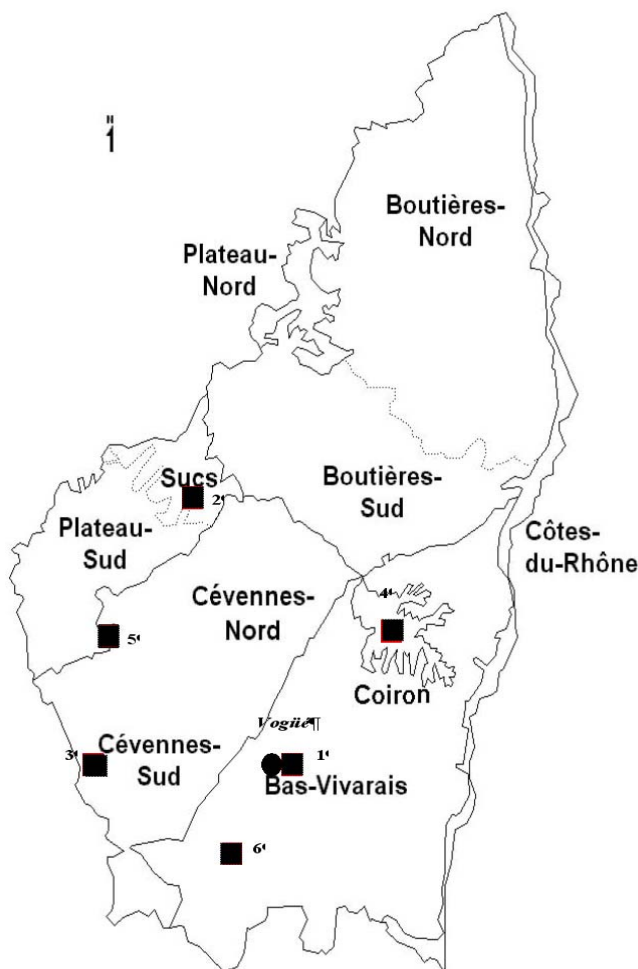 N
1
Boutières-
Nord
Plateau-
Nord
Sucs
2¶
Boutières-
Sud
Plateau-
Sud
Côtes-
du-Rhône
Cévennes-
Nord
4¶
5¶
Coiron
Vogüé¶
3¶
Cévennes-
Sud
1¶
Bas-Vivarais
6¶